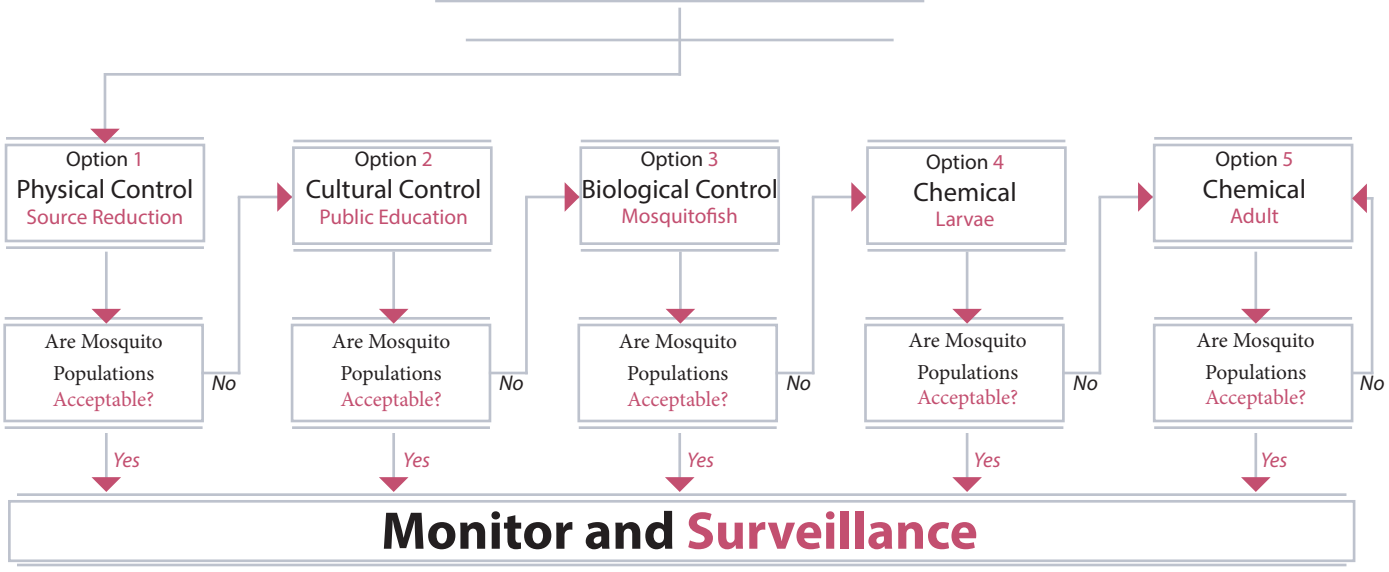 Option 1
Physical Control
Source Reduction
Option 2
Cultural Control
Public Education
Option 3
Biological Control
Mosquitofish
Option 4
Chemical
Larvae
Option 5
Chemical
Adult
Are Mosquito
Populations
Acceptable?
No
Yes
Are Mosquito
Populations
Acceptable?
No
Yes
Are Mosquito
Populations
Acceptable?
No
Yes
Are Mosquito
Populations
Acceptable?
No
Yes
Are Mosquito
Populations
Acceptable?
No
Yes
Monitor and Surveillance